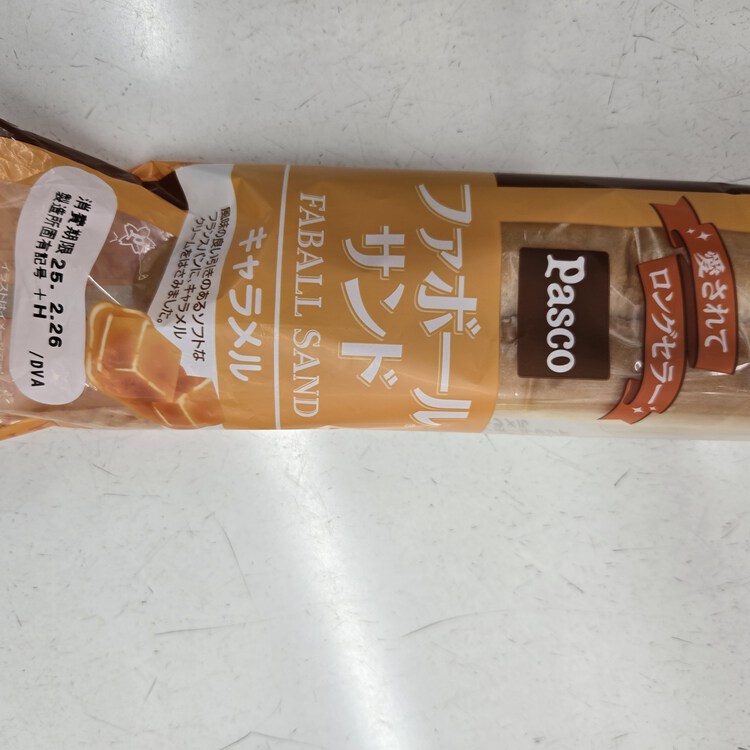 愛されて
ロングセラー
Pasco
ファボール
サンド
FABALL SAND
キャラメル
風味の良い引きのあるソフトな
フランスパンに、キャラメル
クリームをはさみました。
消費期限 25. 2.26
製造所固有記号 +H /DVA